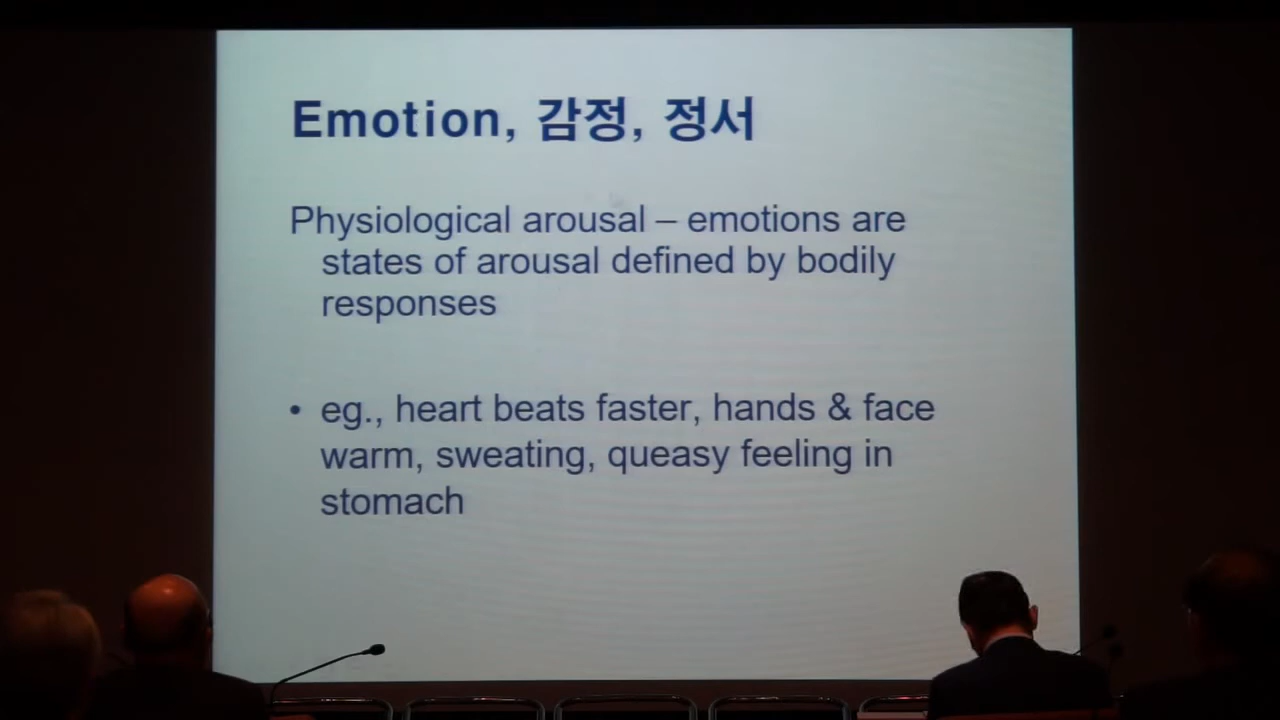 Emotion, 감정, 정서
Physiological arousal – emotions are
states of arousal defined by bodily
responses
• eg., heart beats faster, hands & face
warm, sweating, queasy feeling in
stomach